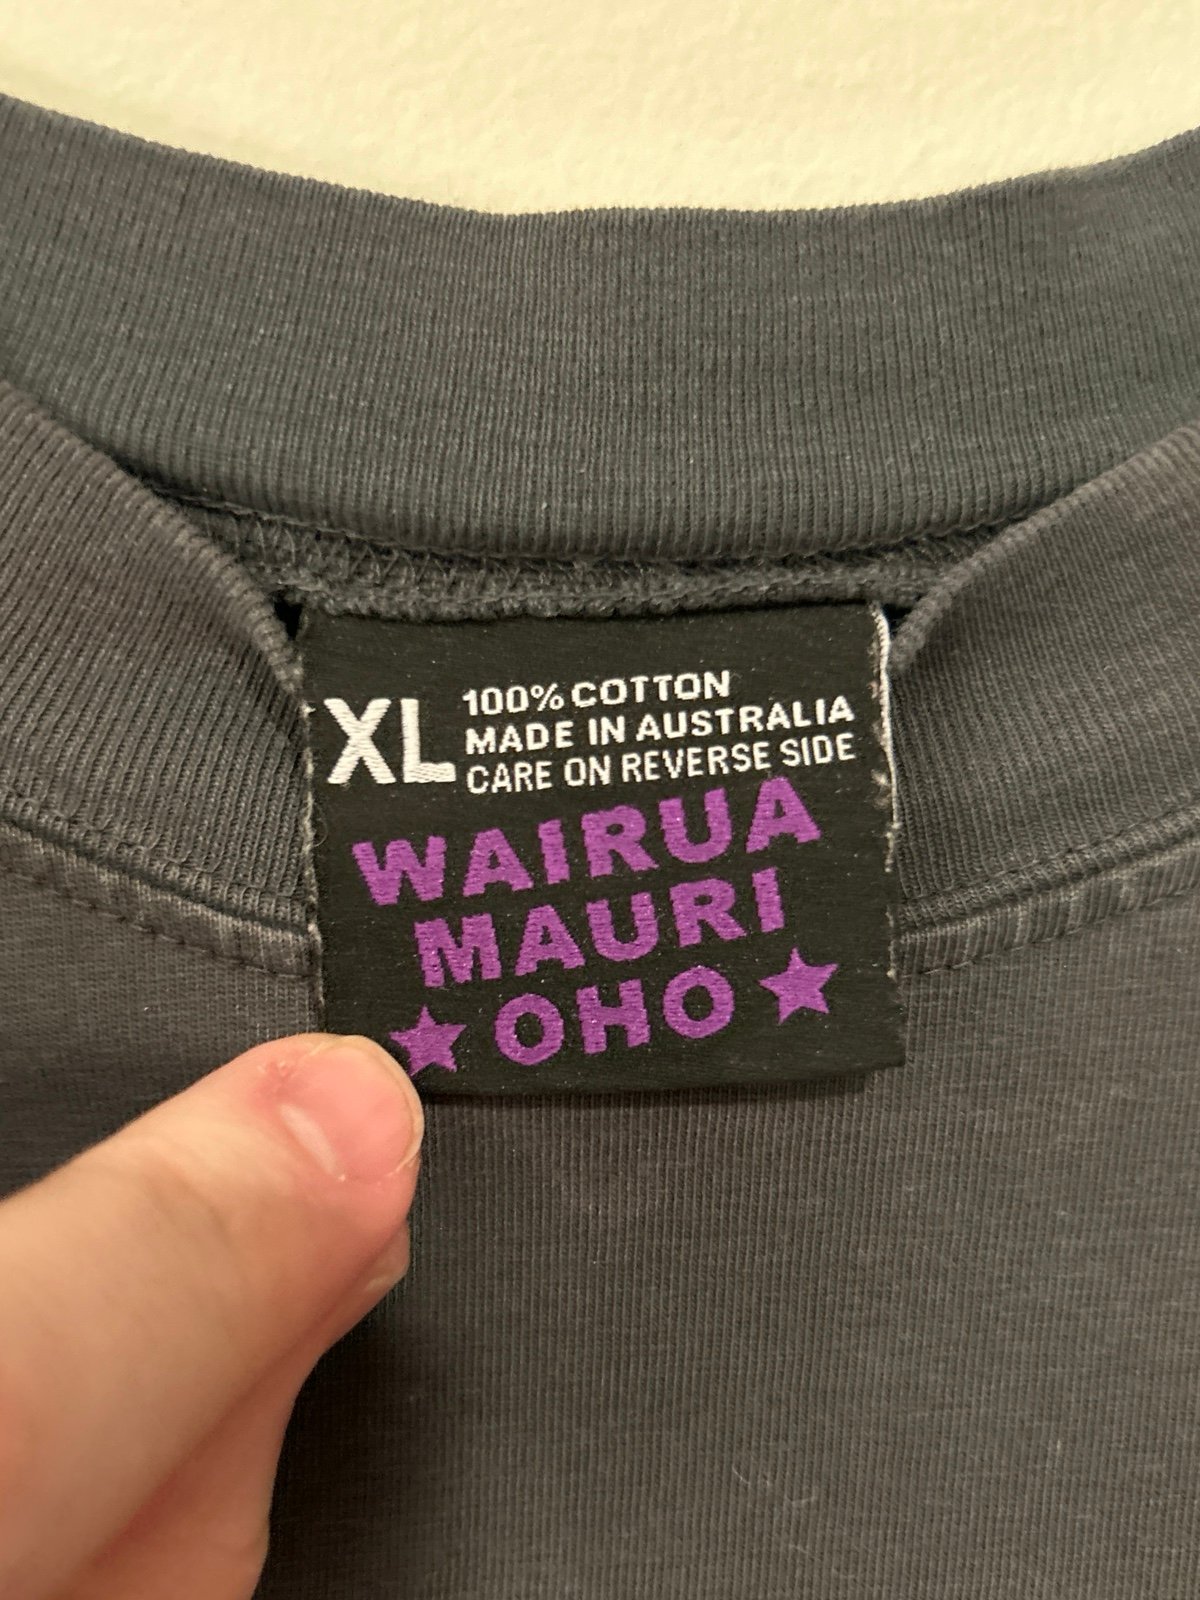 XL
100% COTTON
MADE IN AUSTRALIA
CARE ON REVERSE SIDE
WAIRUA
MAURI
★ OHO ★